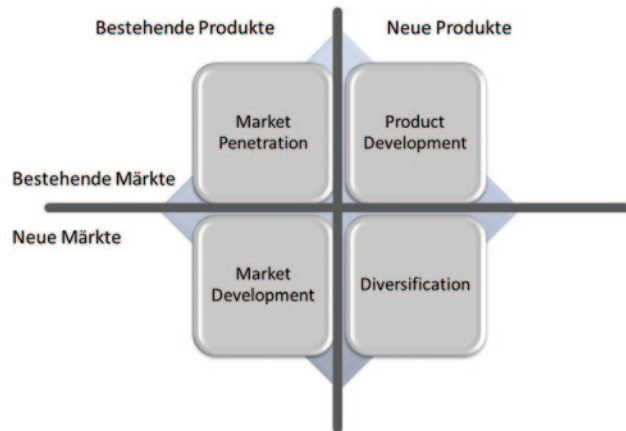 Bestehende Produkte
Neue Produkte
Market
Penetration
Product
Development
Bestehende Märkte
Neue Märkte
Market
Development
Diversification